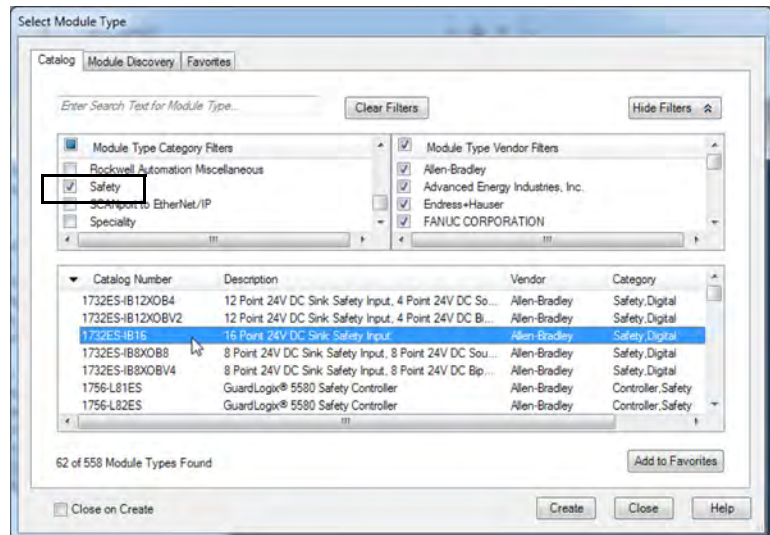 Select Module Type
Catalog Module Discovery Favorites
Enter Search Text for Module Type...
Clear Filters
Hide Filters
Module Type Category Filters
Rockwell Automation Miscellaneous
Safety
SCANport to EtherNet/IP
Speciality
Module Type Vendor Filters
Allen-Bradley
Advanced Energy Industries, Inc.
Endress+Hauser
FANUC CORPORATION
Catalog Number Description Vendor Category
1732ES-IB12XOB4 12 Point 24V DC Sink Safety Input, 4 Point 24V DC So... Allen-Bradley Safety,Digital
1732ES-IB12XOBV2 12 Point 24V DC Sink Safety Input, 4 Point 24V DC Bi... Allen-Bradley Safety,Digital
1732ES-IB16 16 Point 24V DC Sink Safety Input Allen-Bradley Safety,Digital
1732ES-IB8XOB8 8 Point 24V DC Sink Safety Input, 8 Point 24V DC Sou... Allen-Bradley Safety,Digital
1732ES-IB8XOBV4 8 Point 24V DC Sink Safety Input, 8 Point 24V DC Bip... Allen-Bradley Safety,Digital
1756-L81ES GuardLogix® 5580 Safety Controller Allen-Bradley Controller,Safety
1756-L82ES GuardLogix® 5580 Safety Controller Allen-Bradley Controller,Safety
62 of 558 Module Types Found
Add to Favorites
Close on Create
Create Close Help